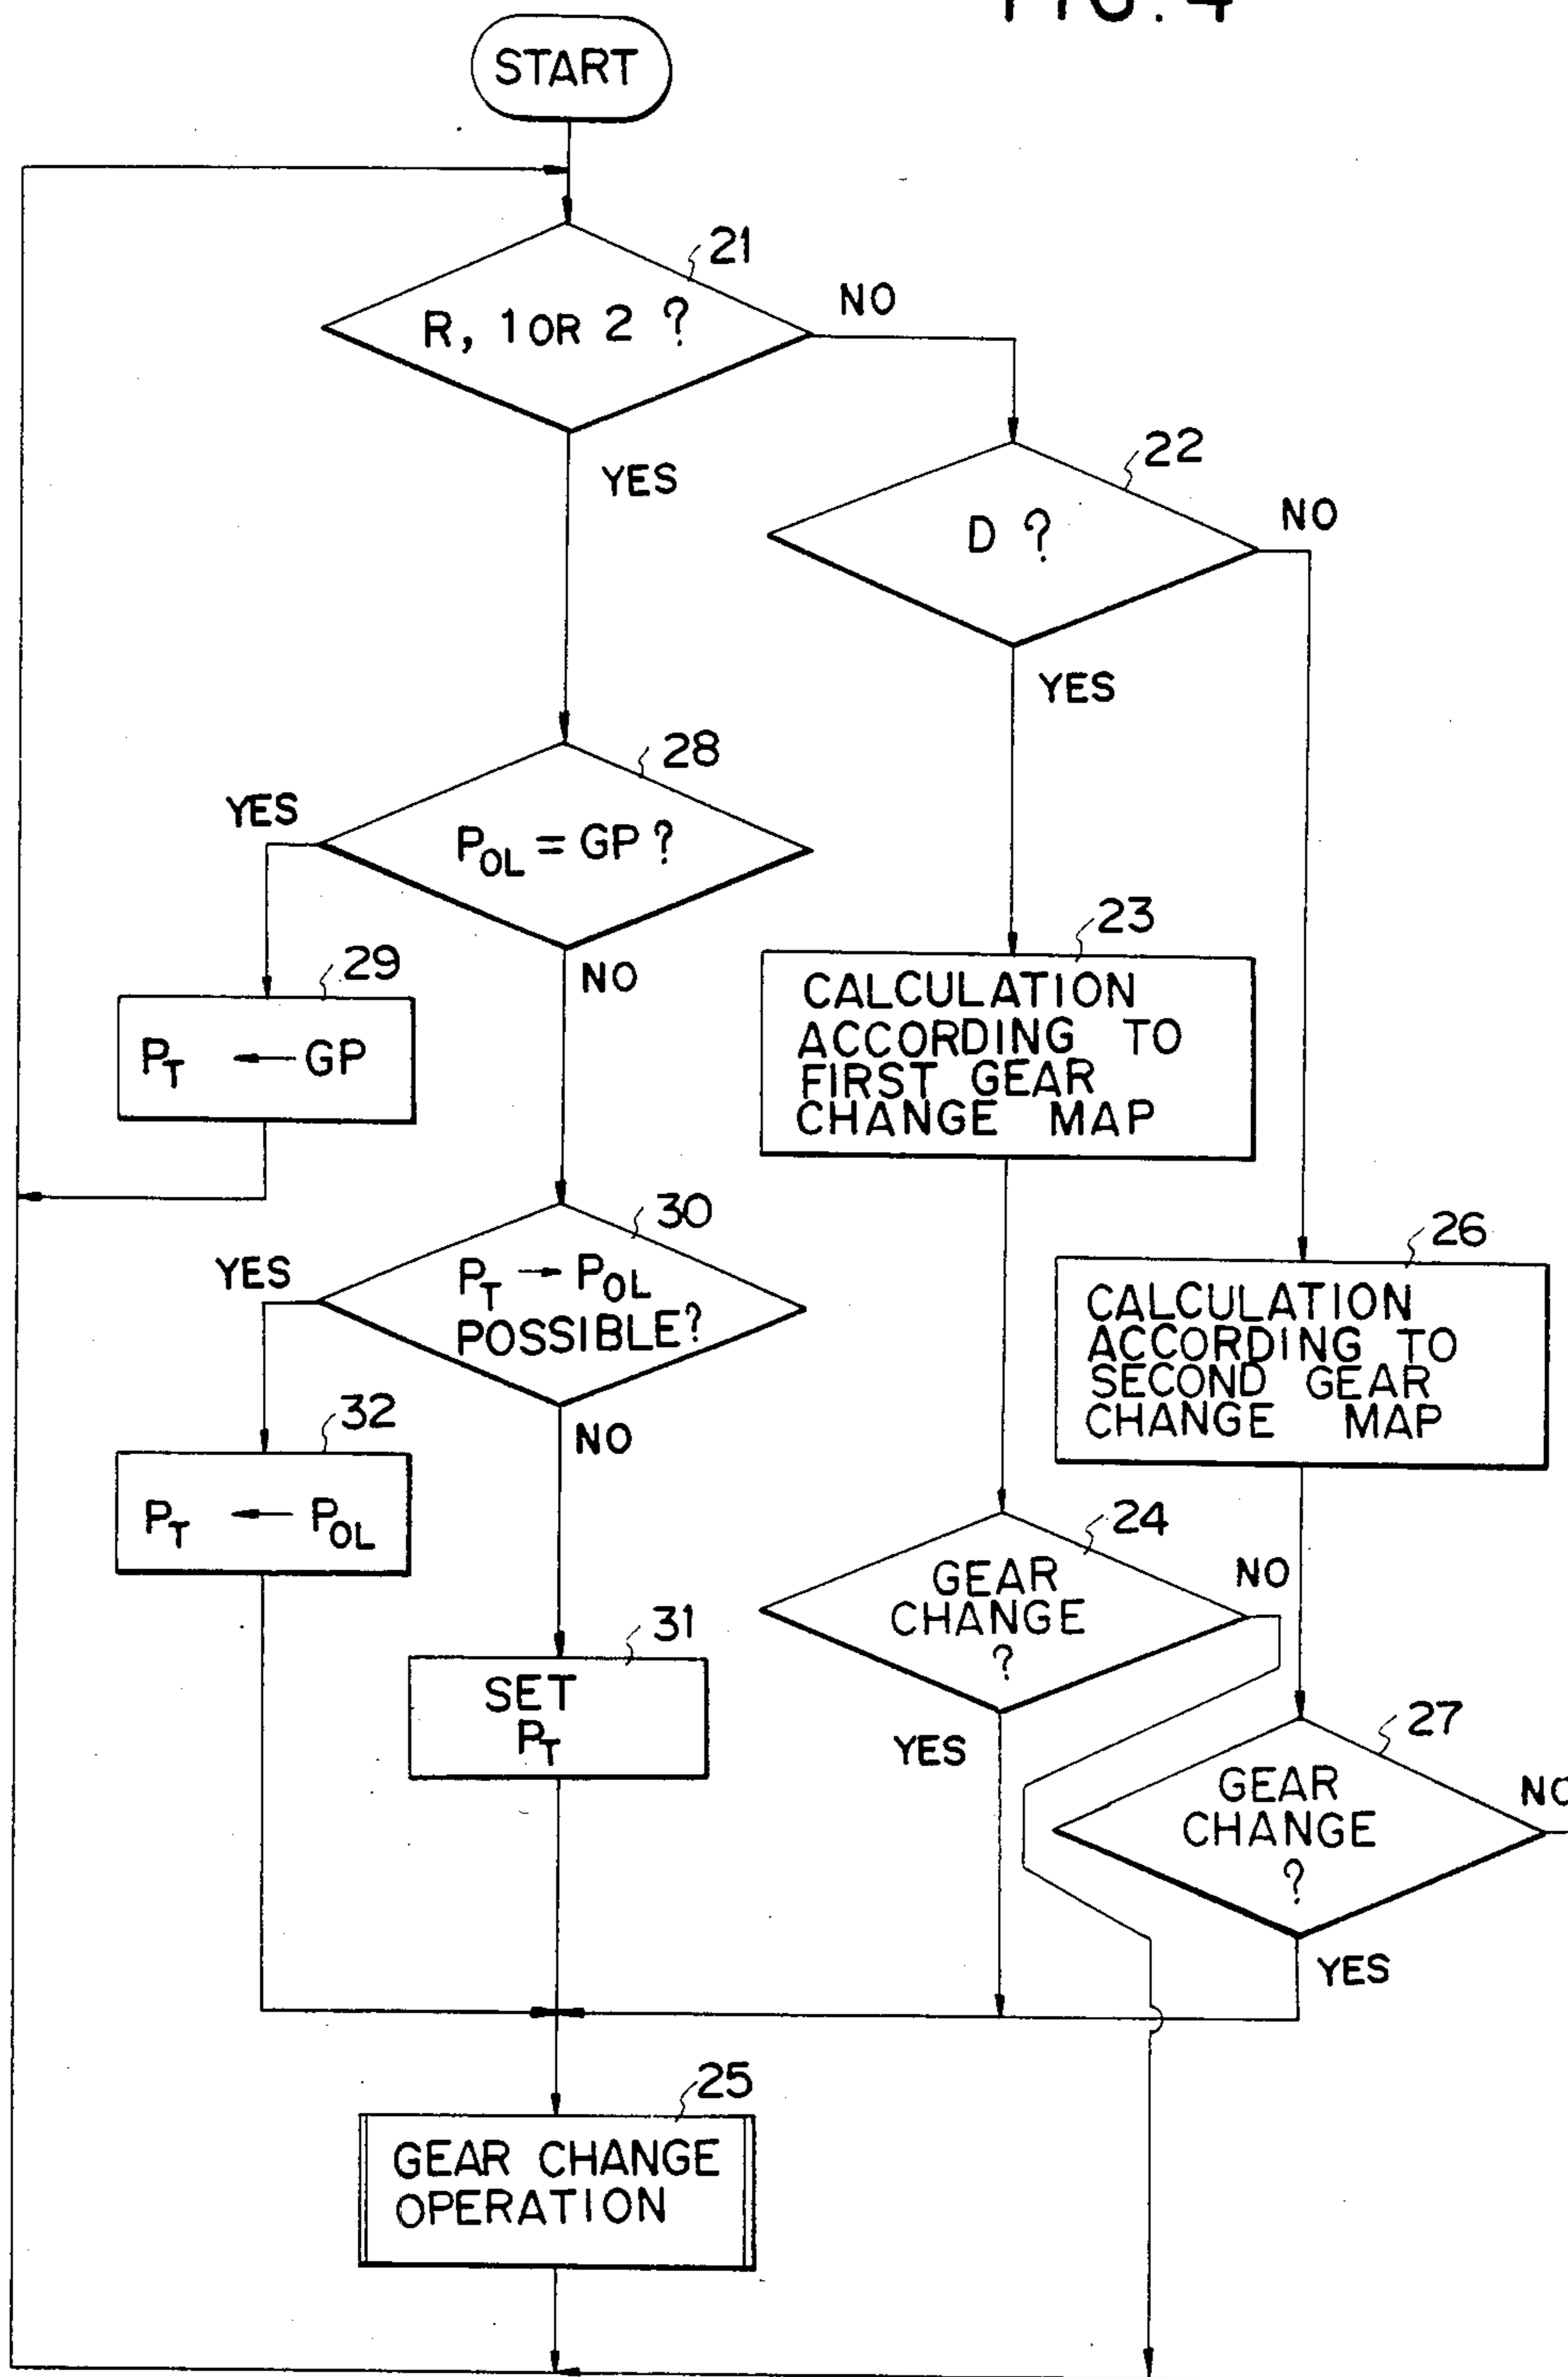 FIG. 4
START
21
R, 1 OR 2 ?
NO
YES
22
D ?
NO
YES
28
P_OL = GP ?
YES
NO
23
CALCULATION
ACCORDING TO
FIRST GEAR
CHANGE MAP
29
P_T ← GP
30
P_T → P_OL
POSSIBLE?
YES
NO
26
CALCULATION
ACCORDING TO
SECOND GEAR
CHANGE MAP
32
P_T ← P_OL
24
GEAR
CHANGE
?
NO
YES
31
SET
P_T
27
GEAR
CHANGE
?
NO
YES
25
GEAR CHANGE
OPERATION